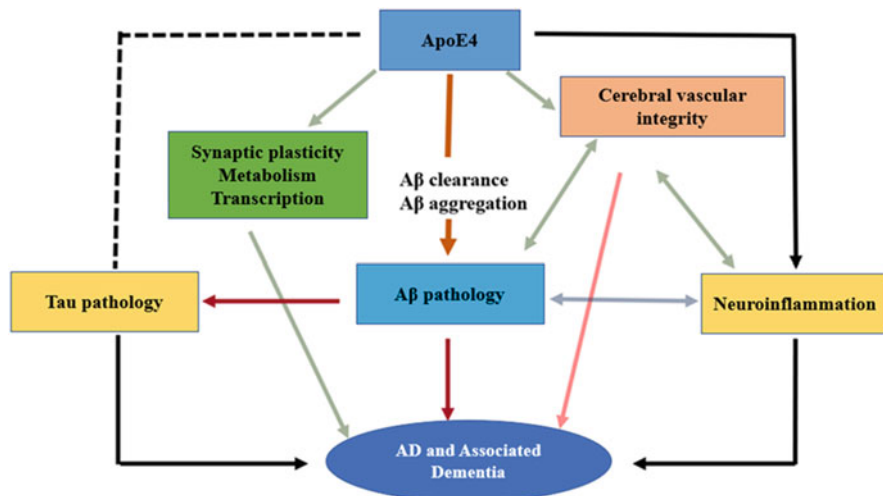 ApoE4
Cerebral vascular
integrity
Synaptic plasticity
Metabolism
Transcription
Aβ clearance
Aβ aggregation
Tau pathology
Aβ pathology
Neuroinflammation
AD and Associated
Dementia